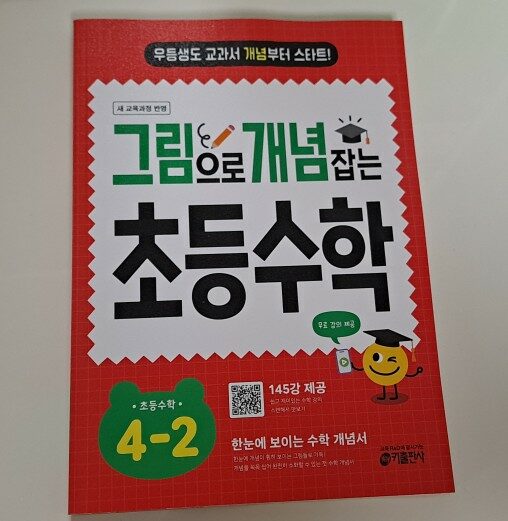 우등생도 교과서 개념부터 스타트!
새 교육과정 반영
그림으로 개념 잡는
초등수학
무료 강의 제공
초등수학
4-2
145강 제공
한눈에 보이는 수학 개념서
키출판사